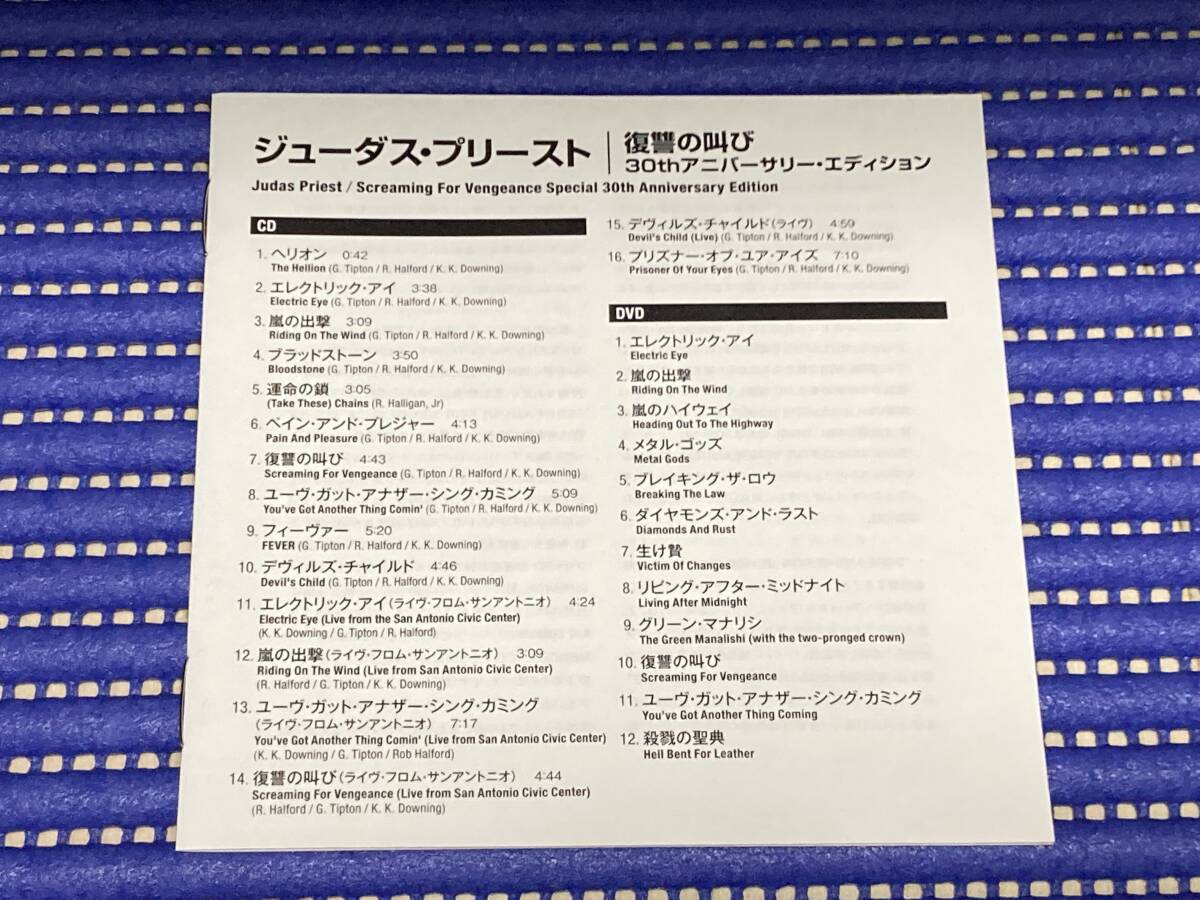 ジューダス・プリースト
復讐の叫び
30thアニバーサリー・エディション
Judas Priest / Screaming For Vengeance Special 30th Anniversary Edition
CD
1. ヘリオン 0:42
The Hellion (G. Tipton / R. Halford / K. K. Downing)
2. エレクトリック・アイ 3:38
Electric Eye (G. Tipton / R. Halford / K. K. Downing)
3. 嵐の出撃 3:09
Riding On The Wind (G. Tipton / R. Halford / K. K. Downing)
4. ブラッドストーン 3:50
Bloodstone (G. Tipton / R. Halford / K. K. Downing)
5. 運命の鎖 3:05
(Take These) Chains (R. Halligan, Jr)
6. ペイン・アンド・プレジャー 4:13
Pain And Pleasure (G. Tipton / R. Halford / K. K. Downing)
7. 復讐の叫び 4:43
Screaming For Vengeance (G. Tipton / R. Halford / K. K. Downing)
8. ユーヴ・ガット・アナザー・シング・カミング 5:09
You've Got Another Thing Comin' (G. Tipton / R. Halford / K. K. Downing)
9. フィーヴァー 5:20
FEVER (G. Tipton / R. Halford / K. K. Downing)
10. デヴィルズ・チャイルド 4:46
Devil's Child (G. Tipton / R. Halford / K. K. Downing)
11. エレクトリック・アイ（ライヴ・フロム・サンアントニオ） 4:24
Electric Eye (Live from the San Antonio Civic Center)
(K. K. Downing / G. Tipton / R. Halford)
12. 嵐の出撃（ライヴ・フロム・サンアントニオ） 3:09
Riding On The Wind (Live from San Antonio Civic Center)
(R. Halford / G. Tipton / K. K. Downing)
13. ユーヴ・ガット・アナザー・シング・カミング
（ライヴ・フロム・サンアントニオ） 7:17
You've Got Another Thing Comin' (Live from San Antonio Civic Center)
(K. K. Downing / G. Tipton / Rob Halford)
14. 復讐の叫び（ライヴ・フロム・サンアントニオ） 4:44
Screaming For Vengeance (Live from San Antonio Civic Center)
(R. Halford / G. Tipton / K. K. Downing)
15. デヴィルズ・チャイルド（ライヴ） 4:59
Devil's Child (Live) (G. Tipton / R. Halford / K. K. Downing)
16. プリズナー・オブ・ユア・アイズ 7:10
Prisoner Of Your Eyes (G. Tipton / R. Halford / K. K. Downing)
DVD
1. エレクトリック・アイ
Electric Eye
2. 嵐の出撃
Riding On The Wind
3. 嵐のハイウェイ
Heading Out To The Highway
4. メタル・ゴッズ
Metal Gods
5. ブレイキング・ザ・ロウ
Breaking The Law
6. ダイヤモンズ・アンド・ラスト
Diamonds And Rust
7. 生け贄
Victim Of Changes
8. リビング・アフター・ミッドナイト
Living After Midnight
9. グリーン・マナリシ
The Green Manalishi (with the two-pronged crown)
10. 復讐の叫び
Screaming For Vengeance
11. ユーヴ・ガット・アナザー・シング・カミング
You've Got Another Thing Coming
12. 殺戮の聖典
Hell Bent For Leather